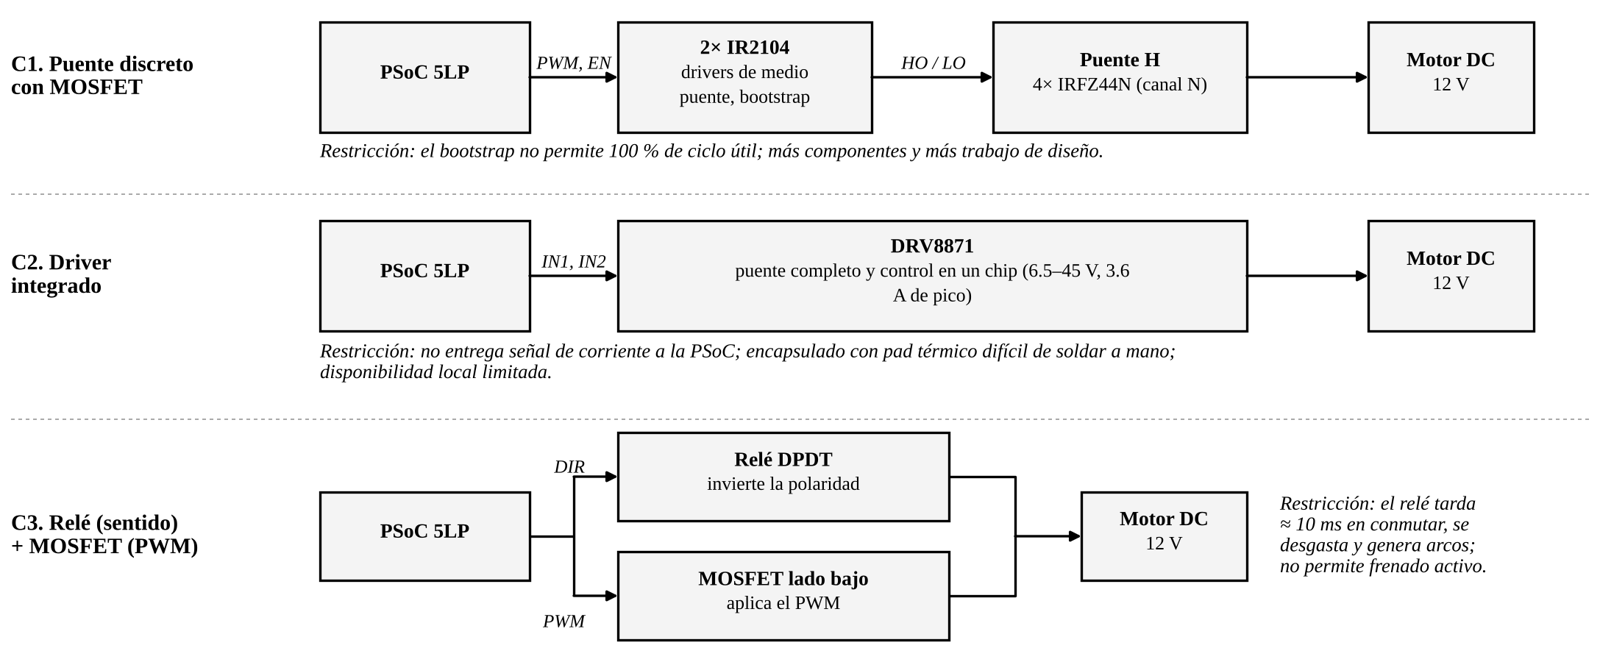 C1. Puente discreto
con MOSFET
PSoC 5LP
PWM, EN
2× IR2104
drivers de medio
puente, bootstrap
HO / LO
Puente H
4× IRFZ44N (canal N)
Motor DC
12 V
Restricción: el bootstrap no permite 100 % de ciclo útil; más componentes y más trabajo de diseño.
C2. Driver
integrado
PSoC 5LP
IN1, IN2
DRV8871
puente completo y control en un chip (6.5–45 V, 3.6
A de pico)
Motor DC
12 V
Restricción: no entrega señal de corriente a la PSoC; encapsulado con pad térmico difícil de soldar a mano;
disponibilidad local limitada.
C3. Relé (sentido)
+ MOSFET (PWM)
PSoC 5LP
DIR
PWM
Relé DPDT
invierte la polaridad
MOSFET lado bajo
aplica el PWM
Motor DC
12 V
Restricción: el relé tarda
≈ 10 ms en conmutar, se
desgasta y genera arcos;
no permite frenado activo.